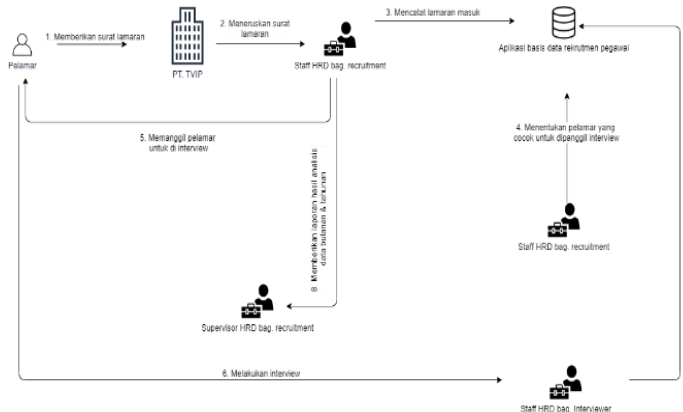 1. Memberikan surat lamaran
2. Meneruskan surat
lamaran
3. Mencatat lamaran masuk
Pelamar
PT. TVIP
Staff HRD bag. recruitment
Aplikasi basis data rekrutmen pegawai
5. Memanggil pelamar
untuk di interview
4. Menentukan pelamar yang
cocok untuk dipanggil interview
8. Memberikan laporan hasil analisis
data bulanan & tahunan
Staff HRD bag. recruitment
Supervisor HRD bag. recruitment
6. Melakukan interview
Staff HRD bag. Interviewer